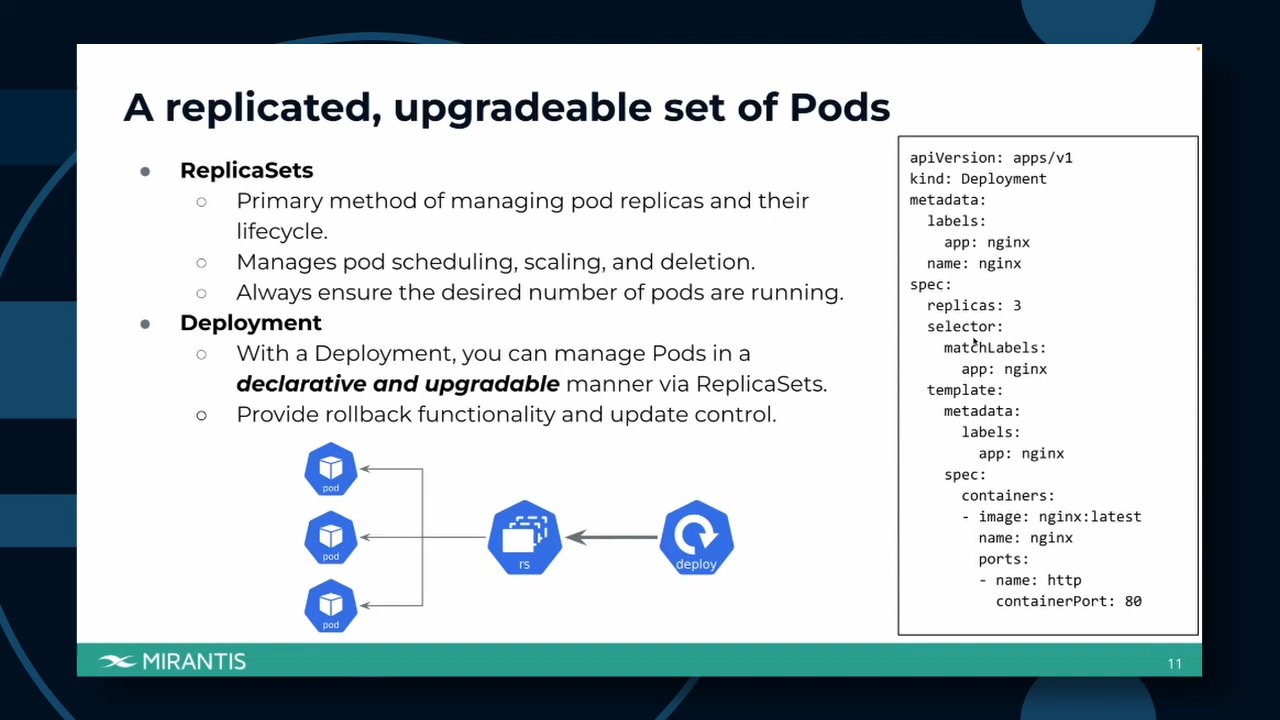 A replicated, upgradeable set of Pods
● ReplicaSets
○ Primary method of managing pod replicas and their
lifecycle.
○ Manages pod scheduling, scaling, and deletion.
○ Always ensure the desired number of pods are running.
● Deployment
○ With a Deployment, you can manage Pods in a
declarative and upgradable manner via ReplicaSets.
○ Provide rollback functionality and update control.
pod
pod
pod
rs
deploy
apiVersion: apps/v1
kind: Deployment
metadata:
  labels:
    app: nginx
  name: nginx
spec:
  replicas: 3
  selector:
    matchLabels:
      app: nginx
  template:
    metadata:
      labels:
        app: nginx
    spec:
      containers:
      - image: nginx:latest
        name: nginx
        ports:
        - name: http
          containerPort: 80
MIRANTIS
11